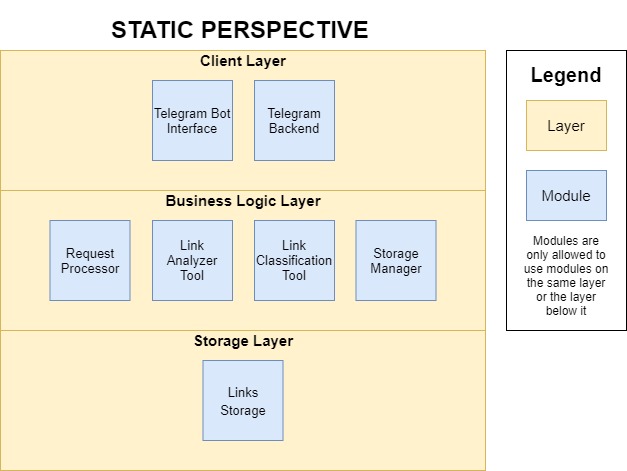 STATIC PERSPECTIVE
Client Layer
Telegram Bot
Interface
Telegram
Backend
Business Logic Layer
Request
Processor
Link
Analyzer
Tool
Link
Classification
Tool
Storage
Manager
Storage Layer
Links
Storage
Legend
Layer
Module
Modules are
only allowed to
use modules on
the same layer
or the layer
below it